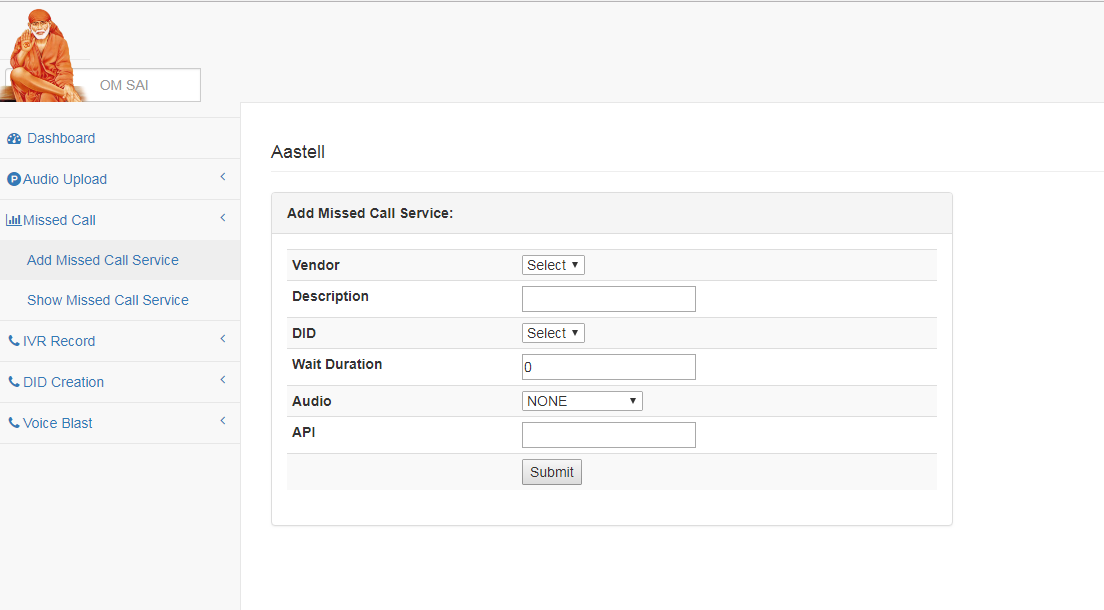 OM SAI
Dashboard
Audio Upload
Missed Call
Add Missed Call Service
Show Missed Call Service
IVR Record
DID Creation
Voice Blast
Aastell
Add Missed Call Service:
Vendor Select
Description
DID Select
Wait Duration 0
Audio NONE
API
Submit